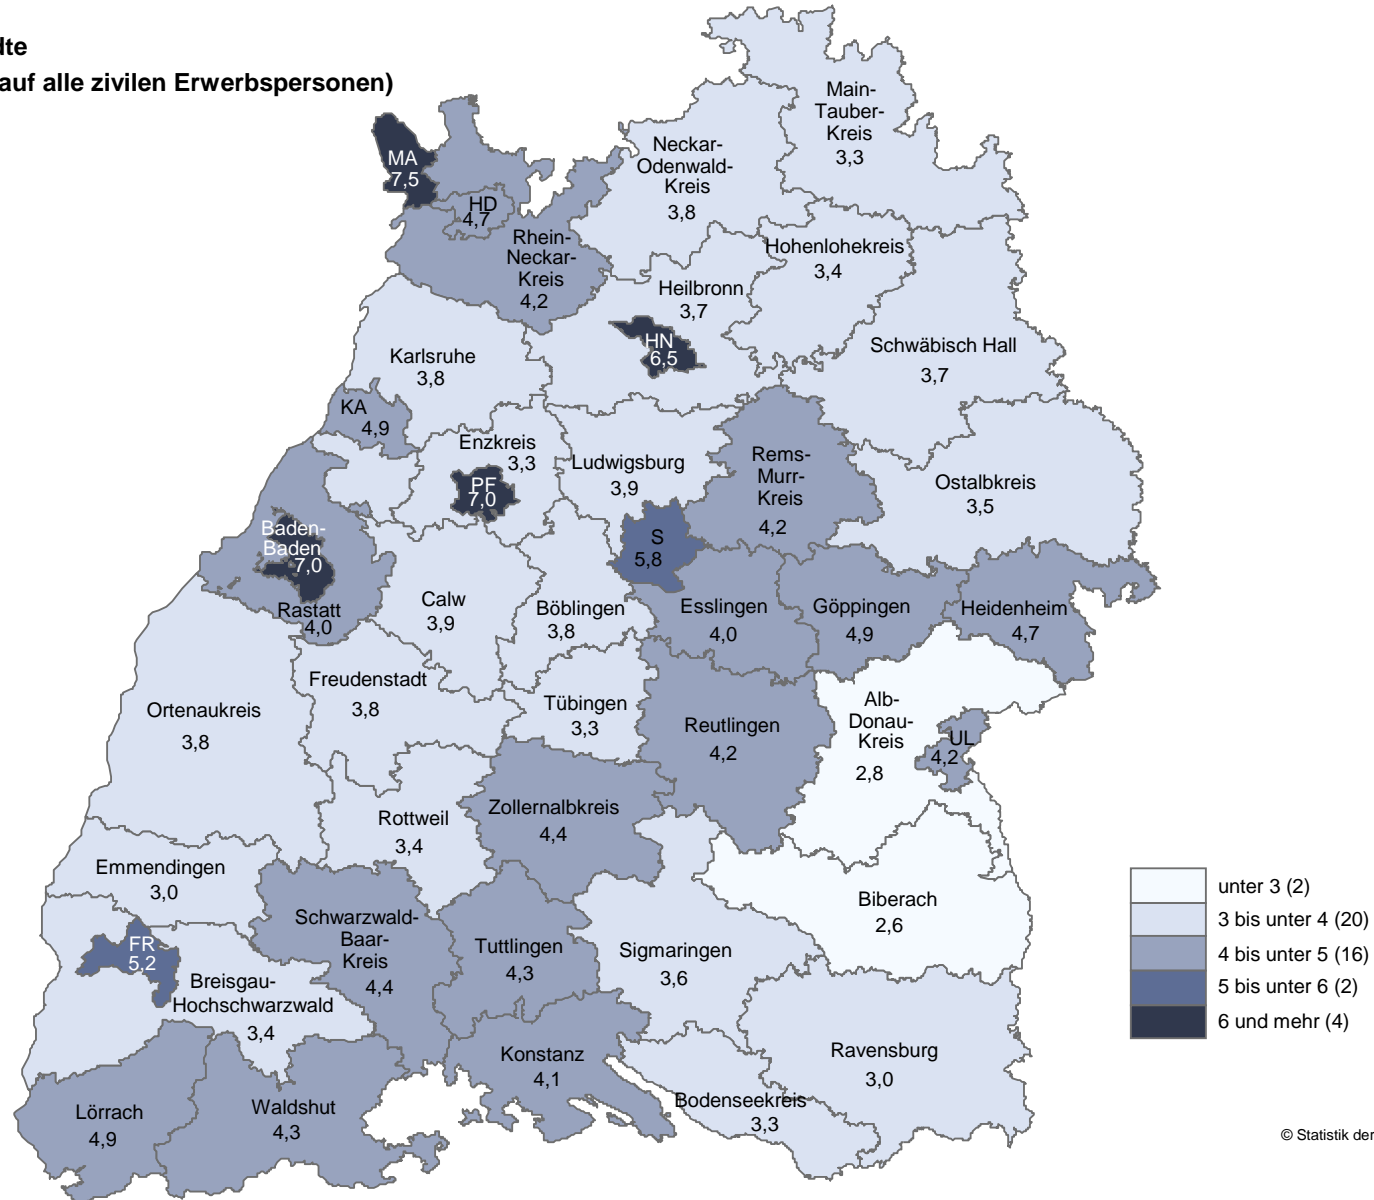 dte
auf alle zivilen Erwerbspersonen)
Main-
Tauber-
Kreis
3,3
Neckar-
Odenwald-
Kreis
3,8
MA
7,5
HD
4,7
Rhein-
Neckar-
Kreis
4,2
Hohenlohekreis
3,4
Heilbronn
3,7
HN
6,5
Schwäbisch Hall
3,7
Karlsruhe
3,8
KA
4,9
Enzkreis
3,3
PF
7,0
Ludwigsburg
3,9
Rems-
Murr-
Kreis
4,2
Ostalbkreis
3,5
Baden-
Baden
7,0
Rastatt
4,0
S
5,8
Calw
3,9
Böblingen
3,8
Esslingen
4,0
Göppingen
4,9
Heidenheim
4,7
Ortenaukreis
3,8
Freudenstadt
3,8
Tübingen
3,3
Reutlingen
4,2
Alb-
Donau-
Kreis
2,8
UL
4,2
Rottweil
3,4
Zollernalbkreis
4,4
Emmendingen
3,0
FR
5,2
Breisgau-
Hochschwarzwald
3,4
Schwarzwald-
Baar-
Kreis
4,4
Tuttlingen
4,3
Sigmaringen
3,6
Biberach
2,6
Lörrach
4,9
Waldshut
4,3
Konstanz
4,1
Bodenseekreis
3,3
Ravensburg
3,0
unter 3 (2)
3 bis unter 4 (20)
4 bis unter 5 (16)
5 bis unter 6 (2)
6 und mehr (4)
© Statistik der